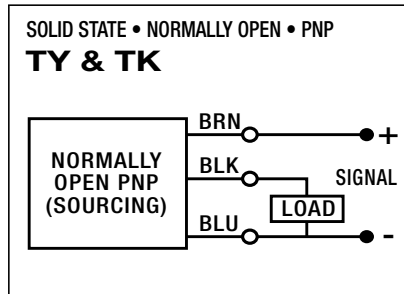 SOLID STATE • NORMALLY OPEN • PNP
TY & TK
BRN
+
NORMALLY
OPEN PNP
(SOURCING)
BLK
SIGNAL
LOAD
BLU
-